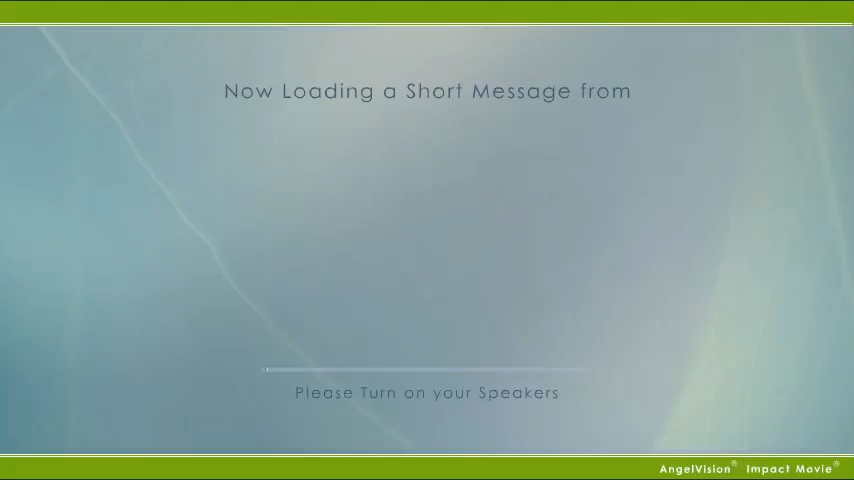 Now Loading a Short Message from
Please Turn on your Speakers
AngelVision® Impact Movie®